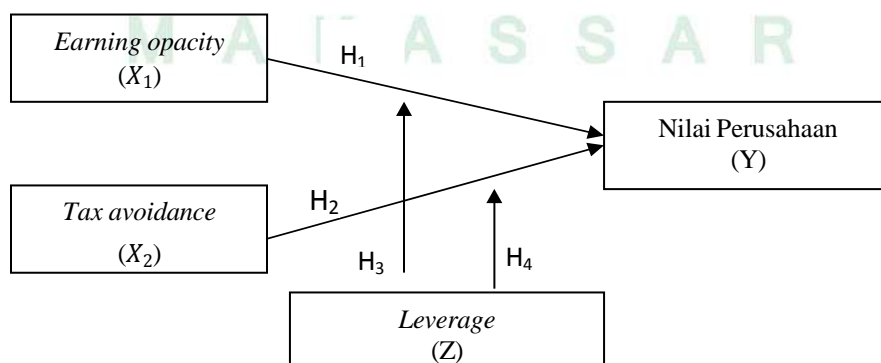 M A K A S S A R
Earning opacity
(X₁)
H₁
Nilai Perusahaan
(Y)
Tax avoidance
(X₂)
H₂
H₃
H₄
Leverage
(Z)